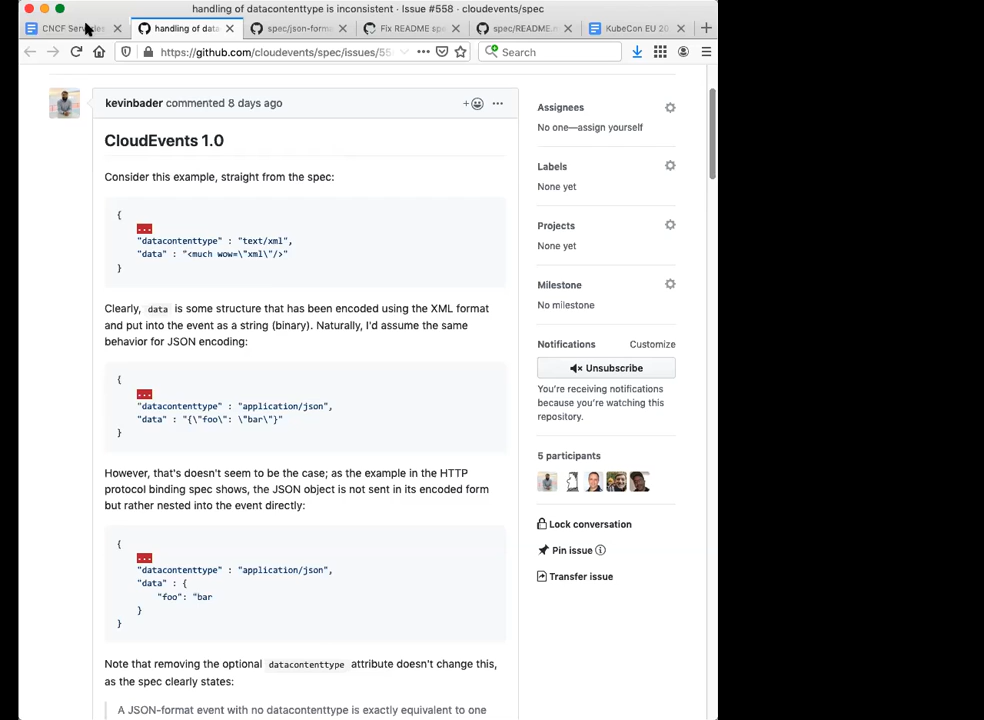 handling of datacontenttype is inconsistent · Issue #558 · cloudevents/spec
CNCF Ser
handling of data
spec/json-form
Fix README spe
spec/README.m
KubeCon EU 20
https://github.com/cloudevents/spec/issues/55
Search
kevinbader commented 8 days ago
CloudEvents 1.0
Consider this example, straight from the spec:
{
...
"datacontenttype" : "text/xml",
"data" : "<much wow=\"xml\"/>"
}
Clearly, data is some structure that has been encoded using the XML format
and put into the event as a string (binary). Naturally, I'd assume the same
behavior for JSON encoding:
{
...
"datacontenttype" : "application/json",
"data" : "{\"foo\": \"bar\"}"
}
However, that's doesn't seem to be the case; as the example in the HTTP
protocol binding spec shows, the JSON object is not sent in its encoded form
but rather nested into the event directly:
{
...
"datacontenttype" : "application/json",
"data" : {
"foo": "bar
}
}
Note that removing the optional datacontenttype attribute doesn't change this,
as the spec clearly states:
A JSON-format event with no datacontenttype is exactly equivalent to one
Assignees
No one—assign yourself
Labels
None yet
Projects
None yet
Milestone
No milestone
Notifications Customize
Unsubscribe
You're receiving notifications
because you're watching this
repository.
5 participants
Lock conversation
Pin issue
Transfer issue